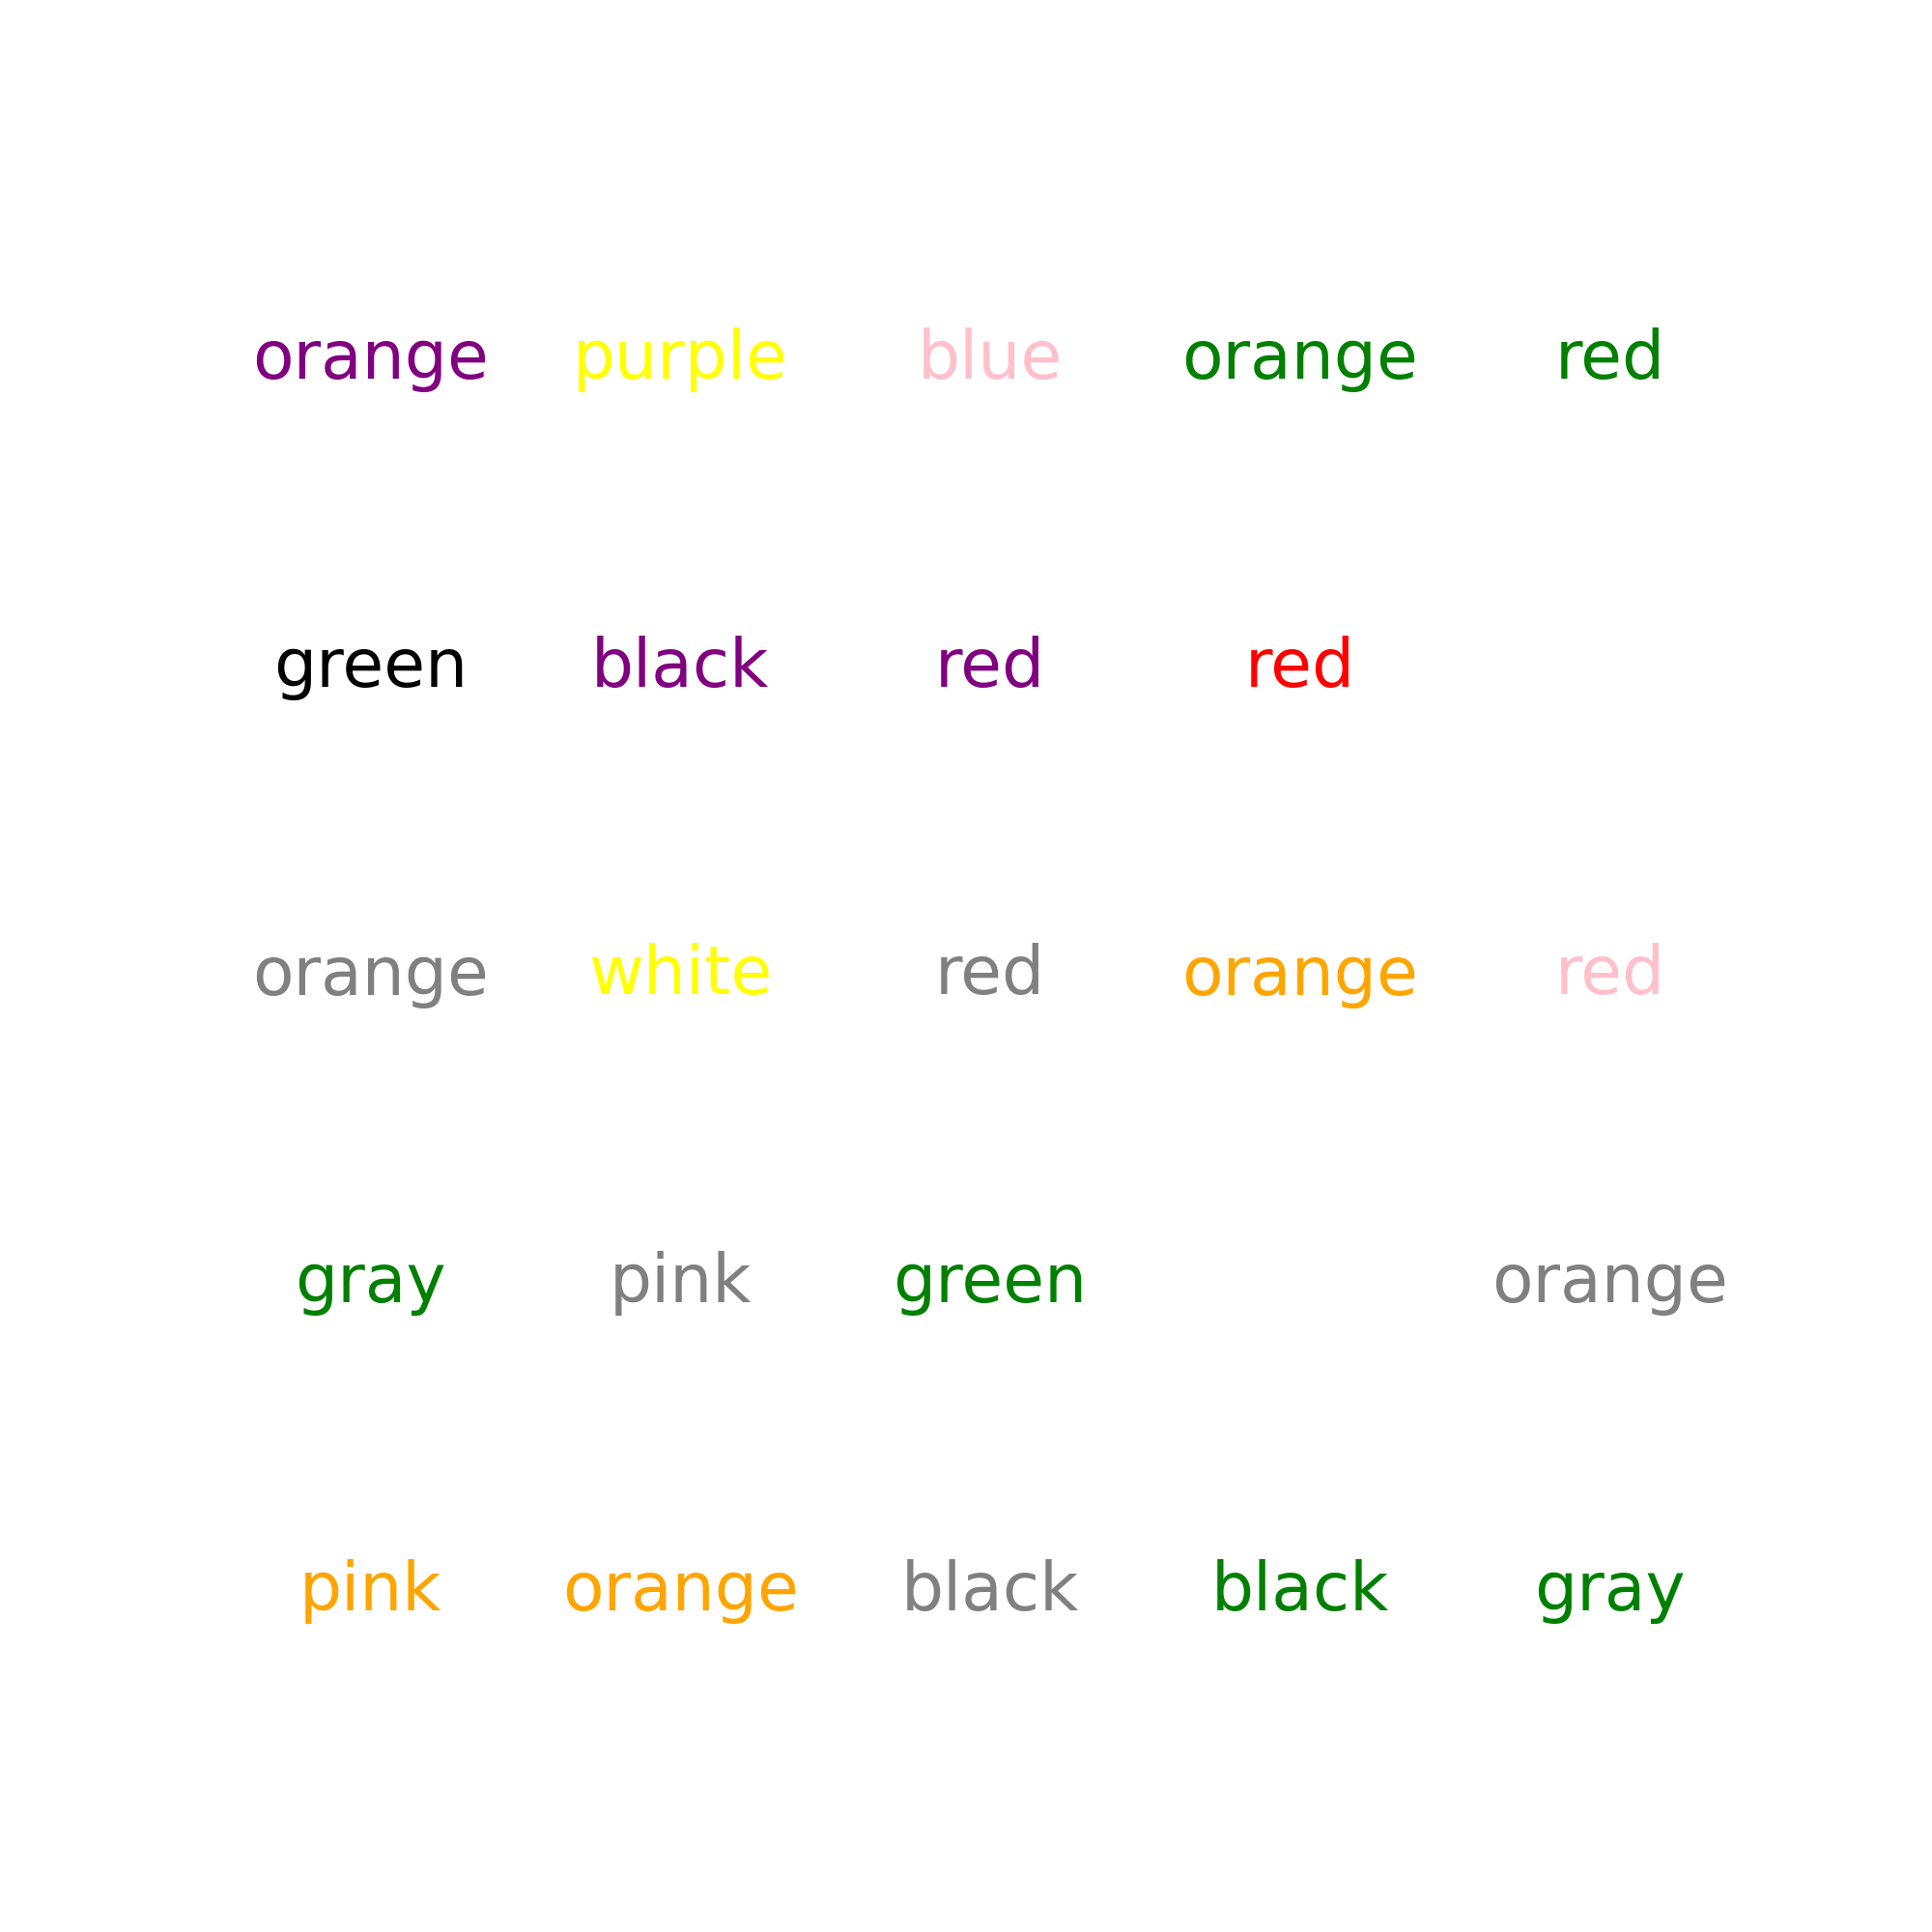 orange purple blue orange red
green black red red
orange white red orange red
gray pink green orange
pink orange black black gray